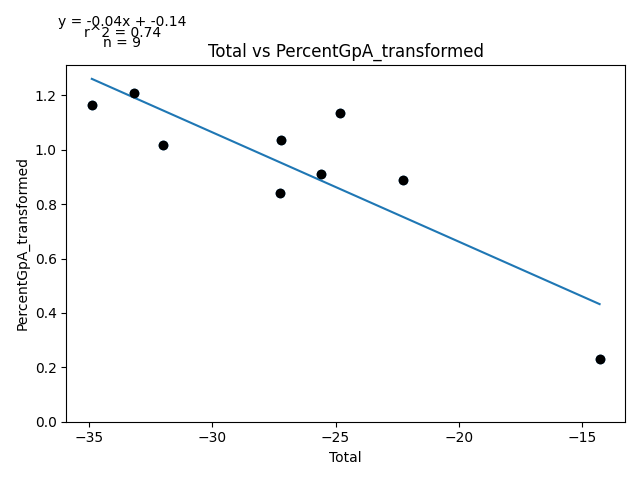 y = -0.04x + -0.14
r^2 = 0.74
n = 9
Total vs PercentGpA_transformed
PercentGpA_transformed
1.2
1.0
0.8
0.6
0.4
0.2
0.0
−35
−30
−25
−20
−15
Total